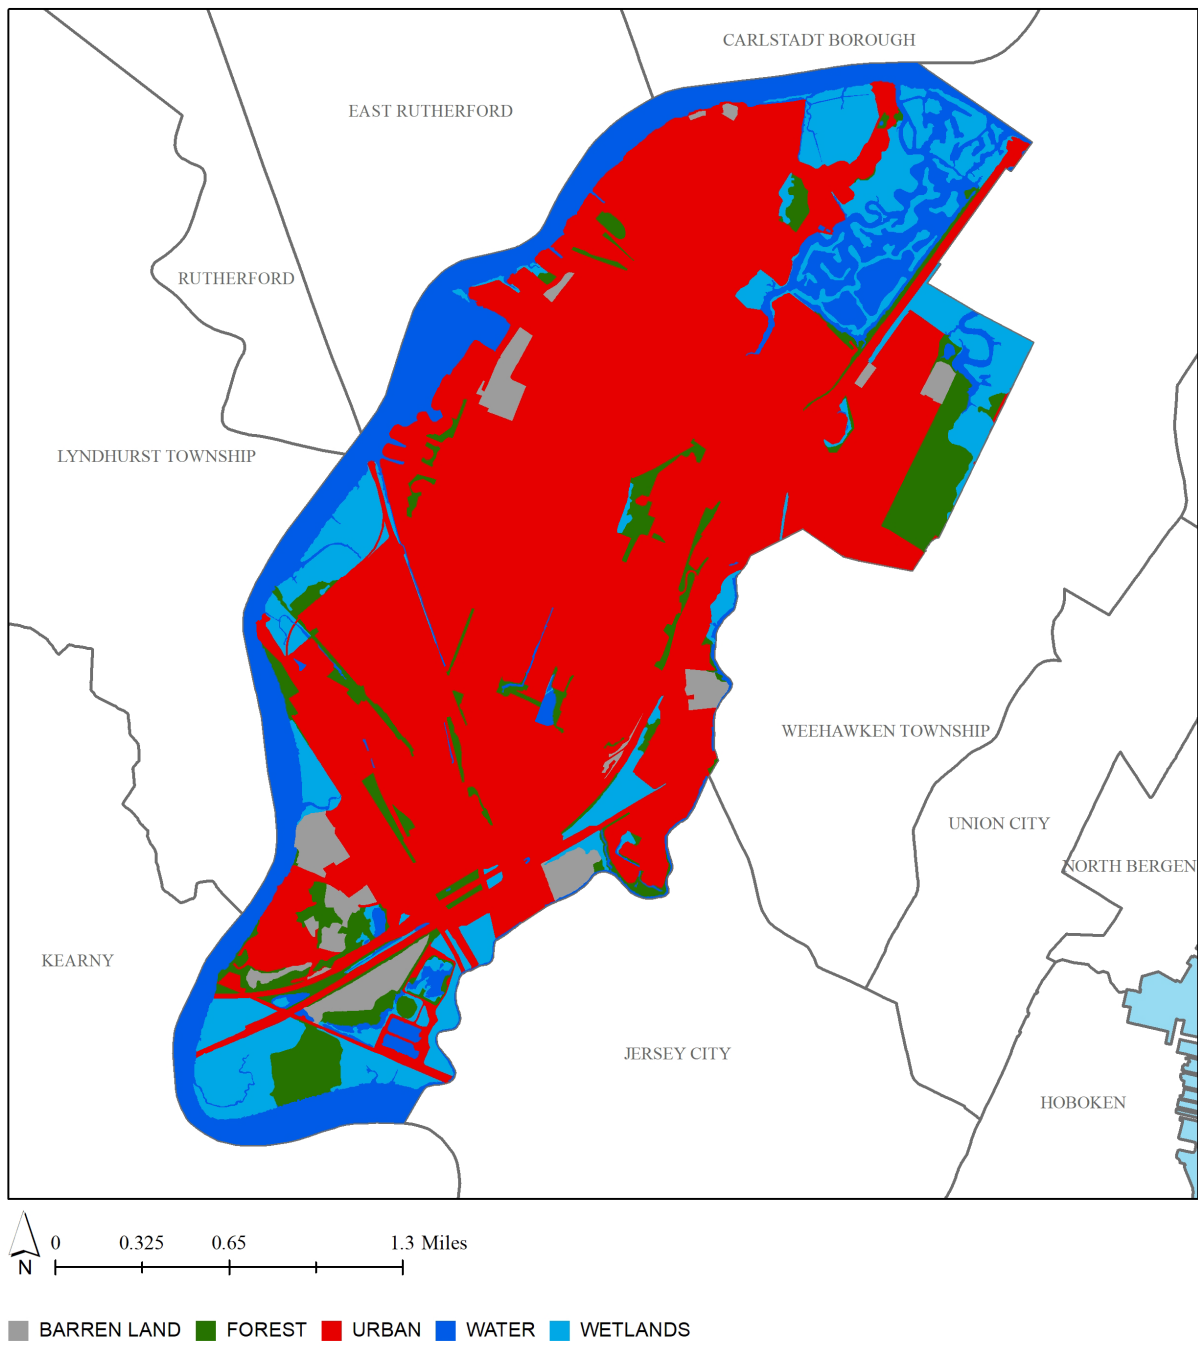 CARLSTADT BOROUGH
EAST RUTHERFORD
RUTHERFORD
LYNDHURST TOWNSHIP
WEEHAWKEN TOWNSHIP
UNION CITY
NORTH BERGEN
KEARNY
JERSEY CITY
HOBOKEN
N
0 0.325 0.65 1.3 Miles
BARREN LAND FOREST URBAN WATER WETLANDS